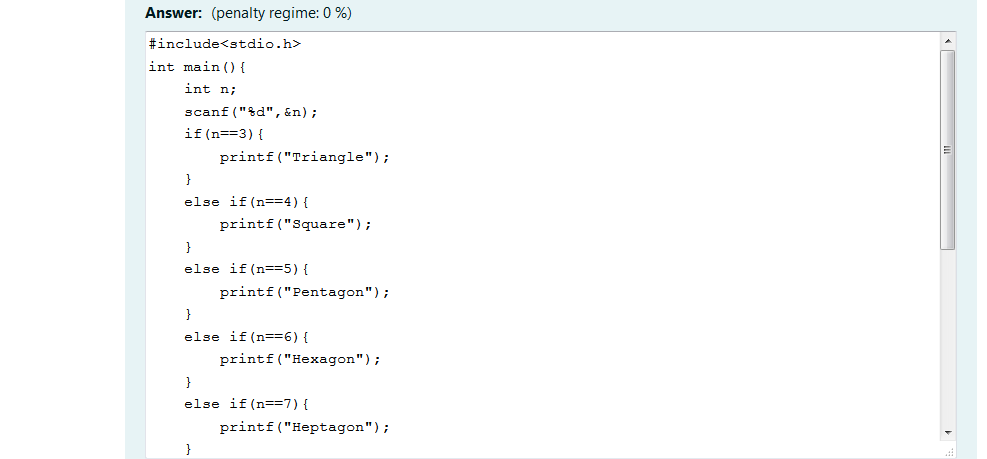 Answer: (penalty regime: 0 %)
#include<stdio.h>
int main(){
    int n;
    scanf("%d",&n);
    if(n==3){
        printf("Triangle");
    }
    else if(n==4){
        printf("Square");
    }
    else if(n==5){
        printf("Pentagon");
    }
    else if(n==6){
        printf("Hexagon");
    }
    else if(n==7){
        printf("Heptagon");
    }